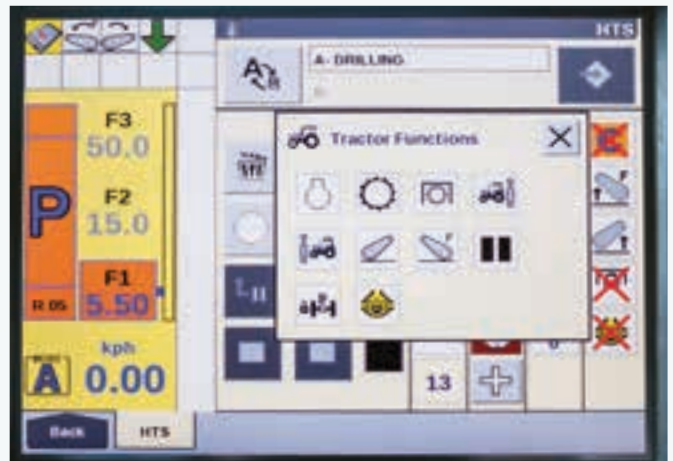 HTS
A
A- DRILLING
Tractor Functions
F3
50.0
F
P
F2
15.0
F
F1
R 05
5.50
kph
A
0.00
13
Back
HTS